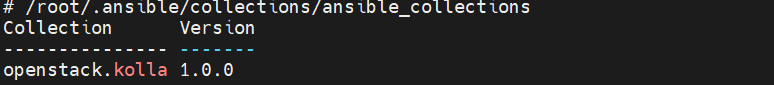 # /root/.ansible/collections/ansible_collections
Collection      Version
--------------- -------
openstack.kolla 1.0.0